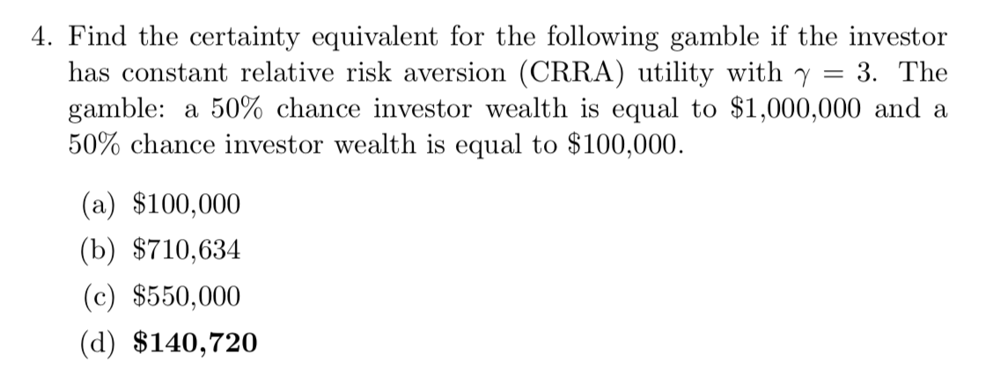 4. Find the certainty equivalent for the following gamble if the investor
has constant relative risk aversion (CRRA) utility with γ = 3. The
gamble: a 50% chance investor wealth is equal to $1,000,000 and a
50% chance investor wealth is equal to $100,000.
(a) $100,000
(b) $710,634
(c) $550,000
(d) $140,720